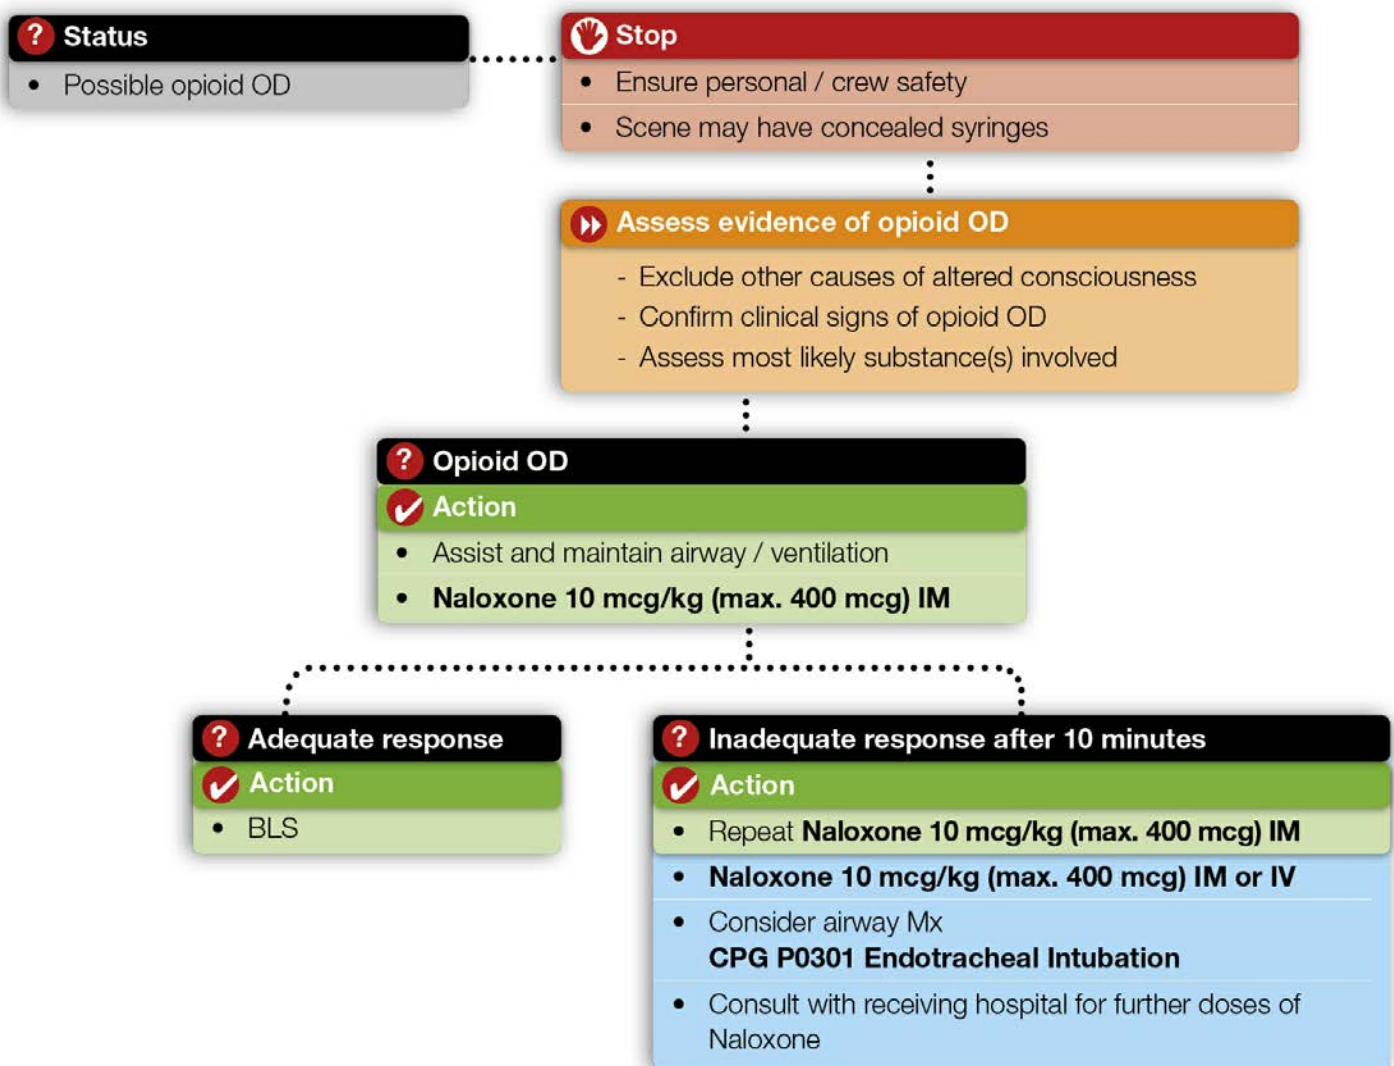 ? Status
• Possible opioid OD
Stop
• Ensure personal / crew safety
• Scene may have concealed syringes
Assess evidence of opioid OD
- Exclude other causes of altered consciousness
- Confirm clinical signs of opioid OD
- Assess most likely substance(s) involved
? Opioid OD
✓ Action
• Assist and maintain airway / ventilation
• Naloxone 10 mcg/kg (max. 400 mcg) IM
? Adequate response
✓ Action
• BLS
? Inadequate response after 10 minutes
✓ Action
• Repeat Naloxone 10 mcg/kg (max. 400 mcg) IM
• Naloxone 10 mcg/kg (max. 400 mcg) IM or IV
• Consider airway Mx
CPG P0301 Endotracheal Intubation
• Consult with receiving hospital for further doses of
Naloxone